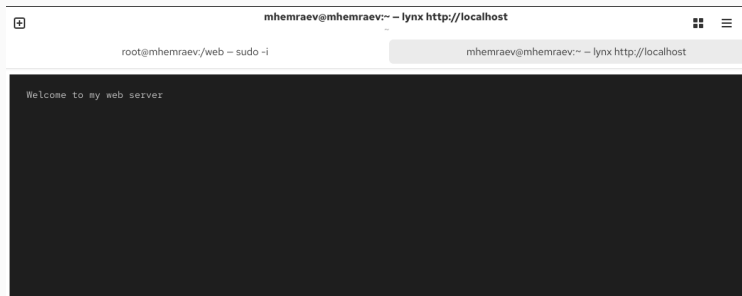 mhemraev@mhemraev:~ — lynx http://localhost
~
root@mhemraev:/web — sudo -i
mhemraev@mhemraev:~ — lynx http://localhost
Welcome to my web server